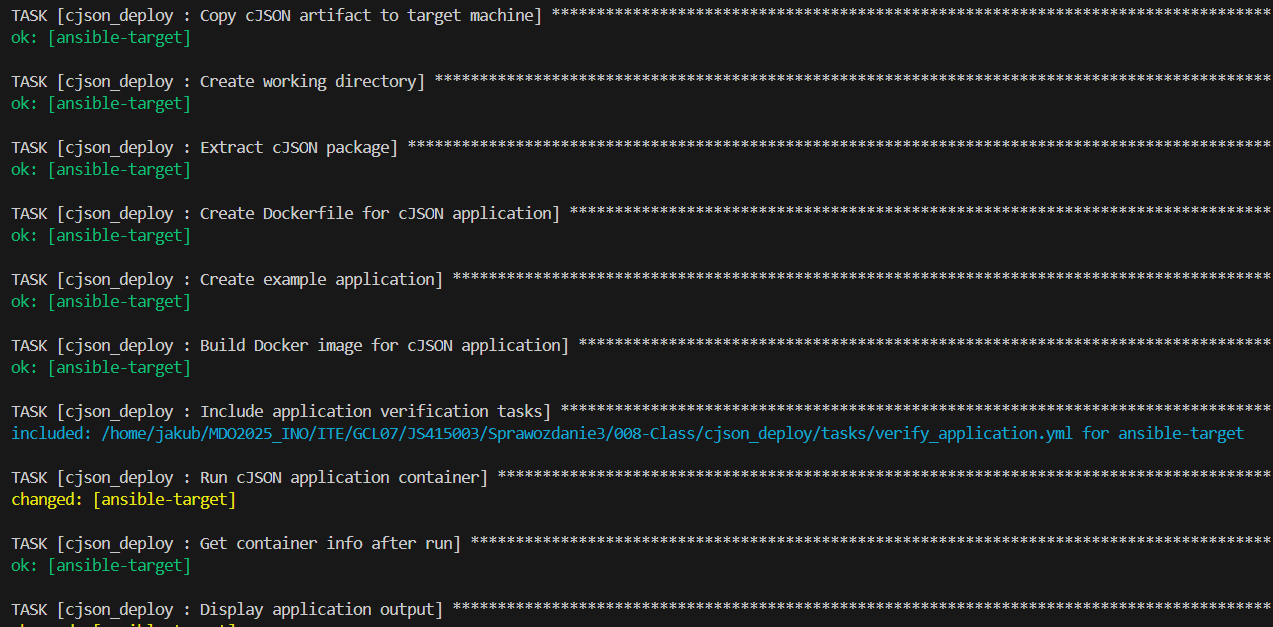 TASK [cjson_deploy : Copy cJSON artifact to target machine] ********************************************************************************
ok: [ansible-target]
TASK [cjson_deploy : Create working directory] *********************************************************************************************
ok: [ansible-target]
TASK [cjson_deploy : Extract cJSON package] ************************************************************************************************
ok: [ansible-target]
TASK [cjson_deploy : Create Dockerfile for cJSON application] ******************************************************************************
ok: [ansible-target]
TASK [cjson_deploy : Create example application] *******************************************************************************************
ok: [ansible-target]
TASK [cjson_deploy : Build Docker image for cJSON application] *****************************************************************************
ok: [ansible-target]
TASK [cjson_deploy : Include application verification tasks] *******************************************************************************
included: /home/jakub/MDO2025_INO/ITE/GCL07/JS415003/Sprawozdanie3/008-Class/cjson_deploy/tasks/verify_application.yml for ansible-target
TASK [cjson_deploy : Run cJSON application container] **************************************************************************************
changed: [ansible-target]
TASK [cjson_deploy : Get container info after run] *****************************************************************************************
ok: [ansible-target]
TASK [cjson_deploy : Display application output] *******************************************************************************************